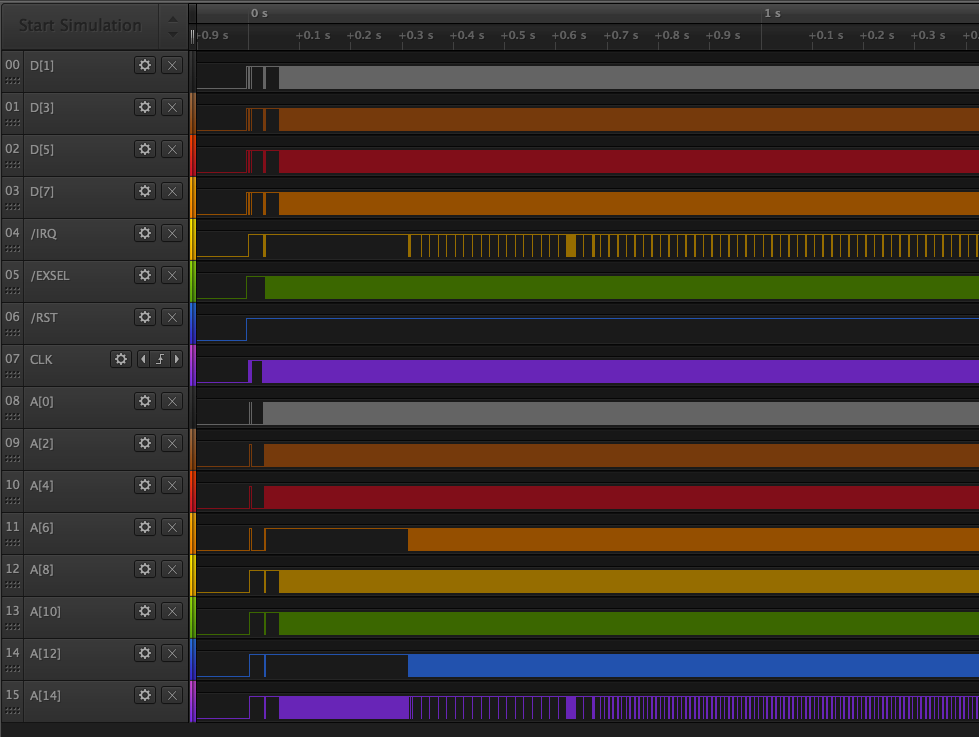 Start Simulation
0 s
1 s
+0.9 s
+0.1 s
+0.2 s
+0.3 s
+0.4 s
+0.5 s
+0.6 s
+0.7 s
+0.8 s
+0.9 s
+0.1 s
+0.2 s
+0.3 s
00 D[1]
01 D[3]
02 D[5]
03 D[7]
04 /IRQ
05 /EXSEL
06 /RST
07 CLK
08 A[0]
09 A[2]
10 A[4]
11 A[6]
12 A[8]
13 A[10]
14 A[12]
15 A[14]